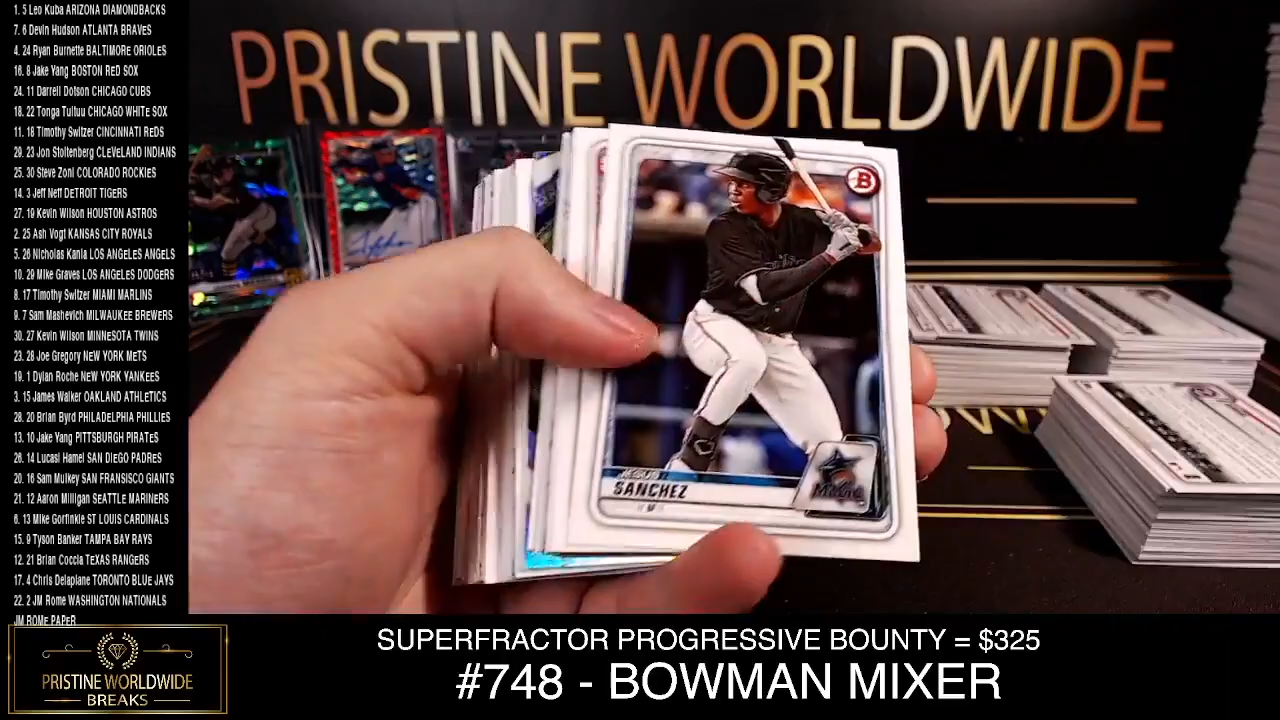 1. 5 Leo Kuba ARIZONA DIAMONDBACKS
7. 6 Devin Hudson ATLANTA BRAVeS
4. 24 Ryan Burnette BALTIMORE ORIOLES
16. 8 Jake Yang BOSTON ReD SOX
24. 11 Darrell Dotson CHICAGO CUBS
18. 22 Tonga Tuituu CHICAGO WHITe SOX
11. 18 Timothy Switzer CINCINNATI ReDS
29. 23 Jon Stoltenberg CLeVeLAND INDIANS
25. 30 Steve Zoni COLORADO ROCKIeS
14. 3 Jeff Neff DETROIT TIGERS
27. 19 Kevin Wilson HOUSTON ASTROS
2. 25 Ash Vogt KANSAS CITY ROYALS
5. 26 Nicholas Kania LOS ANGELES ANGELS
10. 29 Mike Graves LOS ANGELES DODGERS
8. 17 Timothy Switzer MIAMI MARLINS
9. 7 Sam Mashevich MILWAUKEE BReWeRS
30. 27 Kevin Wilson MINNeSOTA TWINS
23. 28 Joe Gregory NEW YORK METS
19. 1 Dylan Roche NEW YORK YANKeeS
3. 15 James Walker OAKLAND ATHLETICS
28. 20 Brian Byrd PHILADeLPHIA PHILLIES
13. 10 Jake Yang PITTSBURGH PIRATeS
26. 14 Lucasi Hamel SAN DIeGO PADRES
20. 16 Sam Mulkey SAN FRANSISCO GIANTS
21. 12 Aaron Milligan SEATTLE MARINERS
6. 13 Mike Gorfinkle ST LOUIS CARDINALS
15. 9 Tyson Banker TAMPA BAY RAYS
12. 21 Brian Coccia TeXAS RANGERS
17. 4 Chris Delaplane TORONTO BLUe JAYS
22. 2 JM Rome WASHINGTON NATIONALS
JM ROMe PAPeR
PRISTINE WORLDWIDE
B
SANCHEZ
PRISTINE WORLDWIDE
BREAKS
SUPERFRACTOR PROGRESSIVE BOUNTY = $325
#748 - BOWMAN MIXER